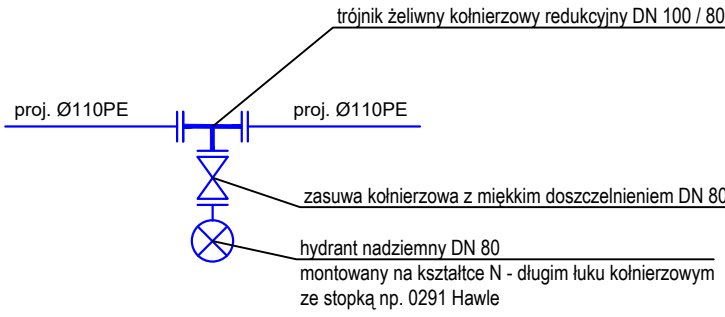 trójnik żeliwny kołnierzowy redukcyjny DN 100 / 80
proj. Ø110PE
proj. Ø110PE
zasuwa kołnierzowa z miękkim doszczelnieniem DN 80
hydrant nadziemny DN 80
montowany na kształtce N - długim łuku kołnierzowym
ze stopką np. 0291 Hawle